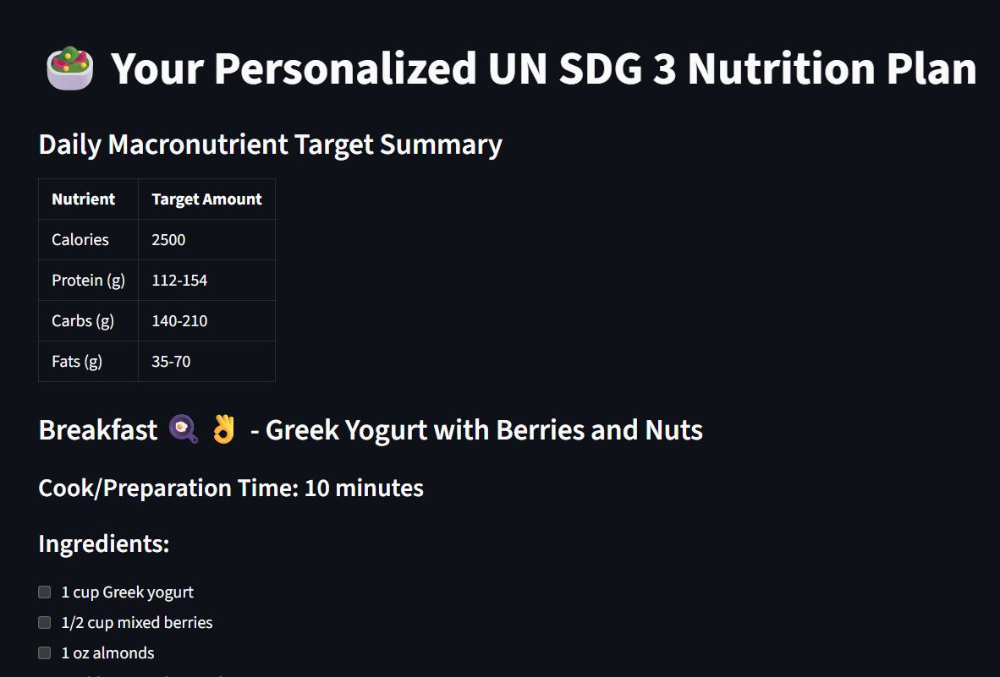 Your Personalized UN SDG 3 Nutrition Plan
Daily Macronutrient Target Summary
Nutrient Target Amount
Calories 2500
Protein (g) 112-154
Carbs (g) 140-210
Fats (g) 35-70
Breakfast 🍳 👌 - Greek Yogurt with Berries and Nuts
Cook/Preparation Time: 10 minutes
Ingredients:
1 cup Greek yogurt
1/2 cup mixed berries
1 oz almonds